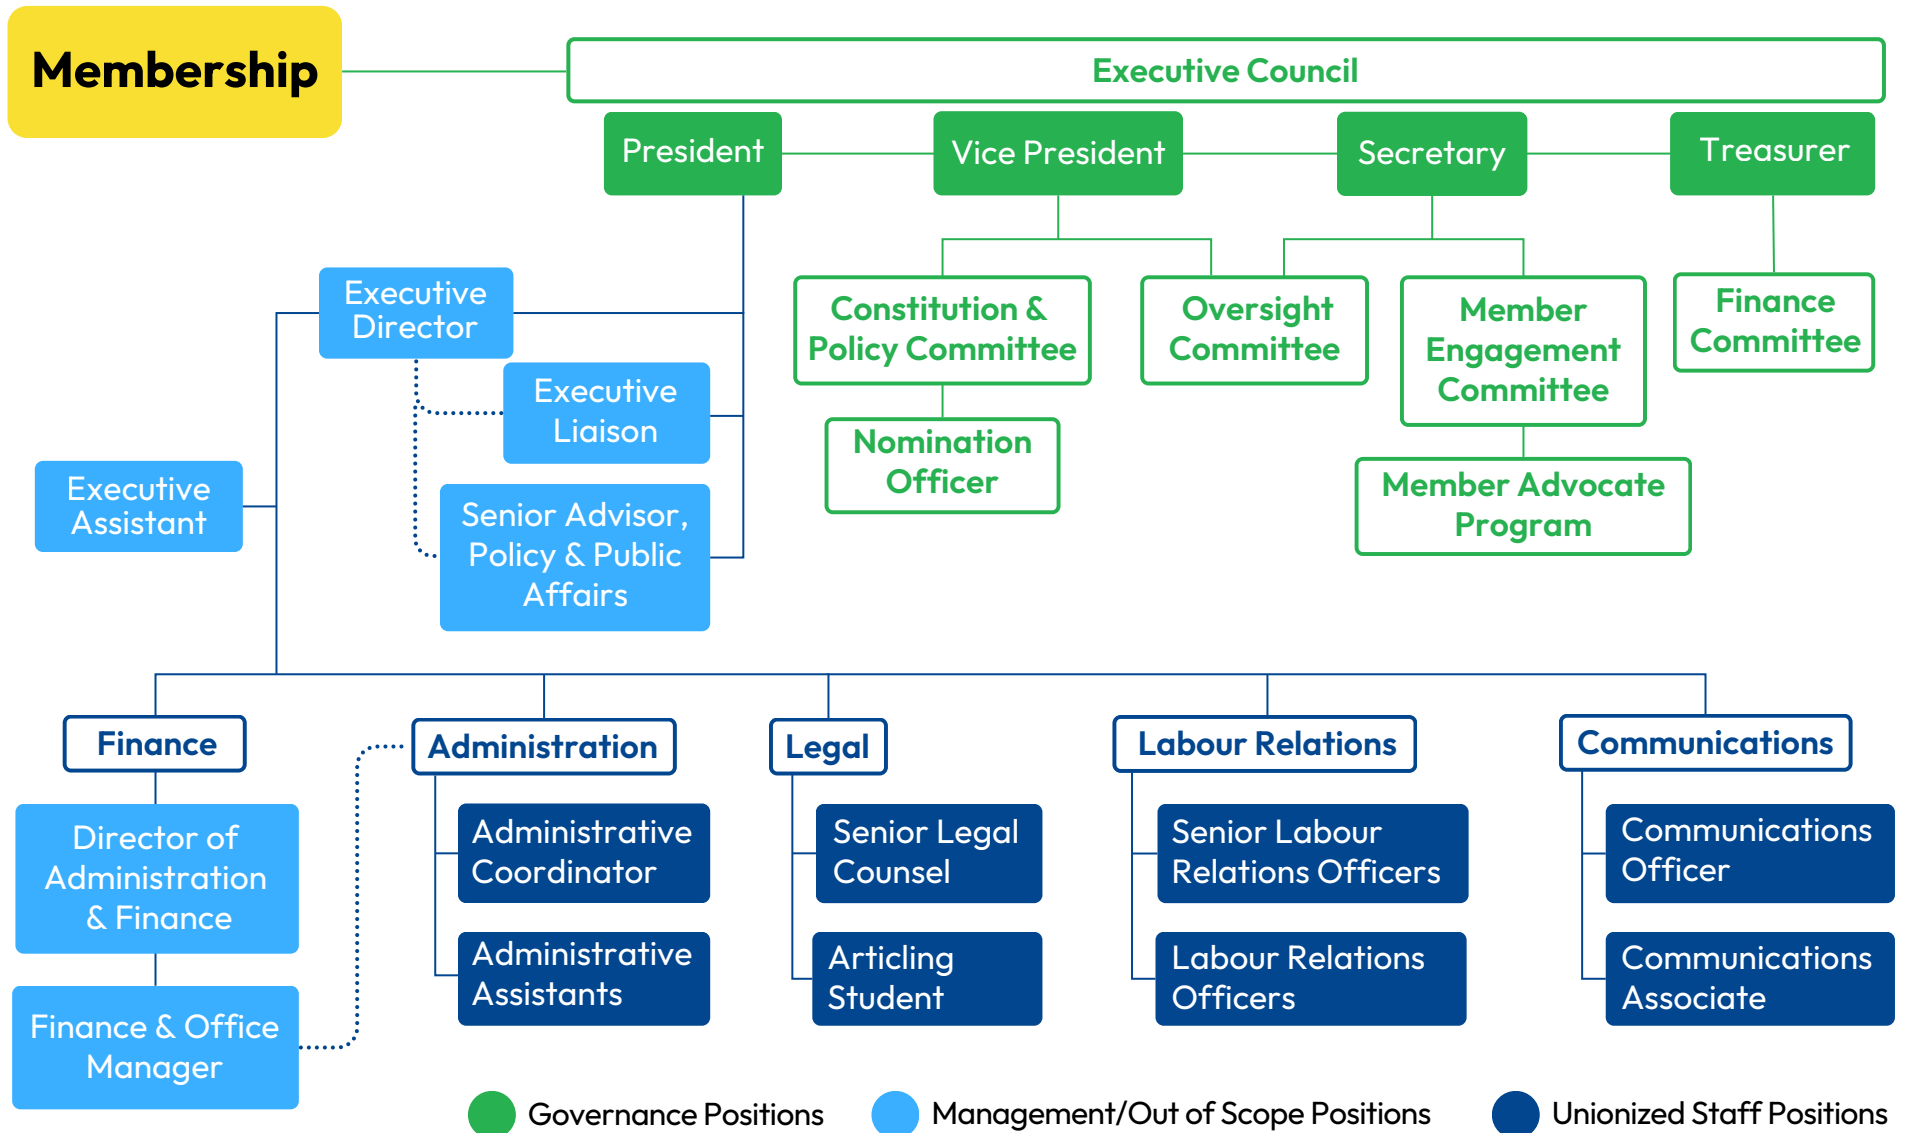 Membership
Executive Council
President
Vice President
Secretary
Treasurer
Executive
Director
Constitution &
Policy Committee
Oversight
Committee
Member
Engagement
Committee
Finance
Committee
Executive
Liaison
Nomination
Officer
Executive
Assistant
Senior Advisor,
Policy & Public
Affairs
Member Advocate
Program
Finance
Administration
Legal
Labour Relations
Communications
Director of
Administration
& Finance
Administrative
Coordinator
Senior Legal
Counsel
Senior Labour
Relations Officers
Communications
Officer
Finance & Office
Manager
Administrative
Assistants
Articling
Student
Labour Relations
Officers
Communications
Associate
Governance Positions
Management/Out of Scope Positions
Unionized Staff Positions